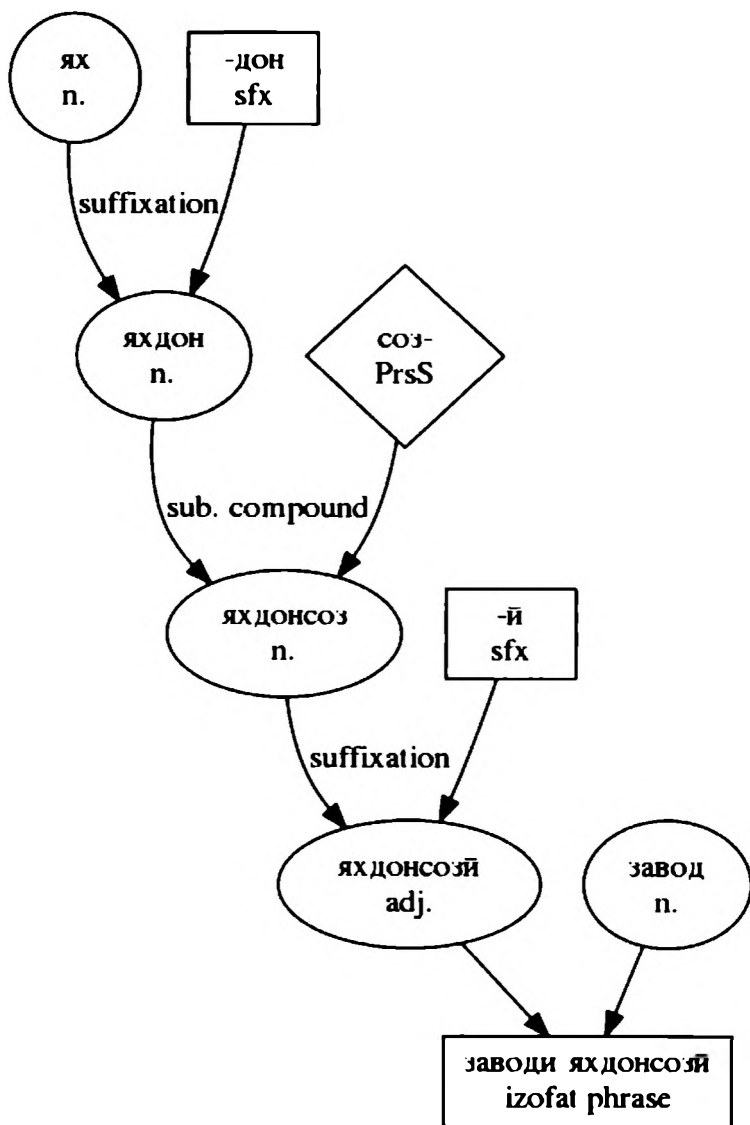 ях
n.
-дон
sfx
suffixation
яхдон
n.
соз-
PrsS
sub. compound
яхдонсоз
n.
-ӣ
sfx
suffixation
яхдонсозӣ
adj.
завод
n.
заводи яхдонсозӣ
izofat phrase